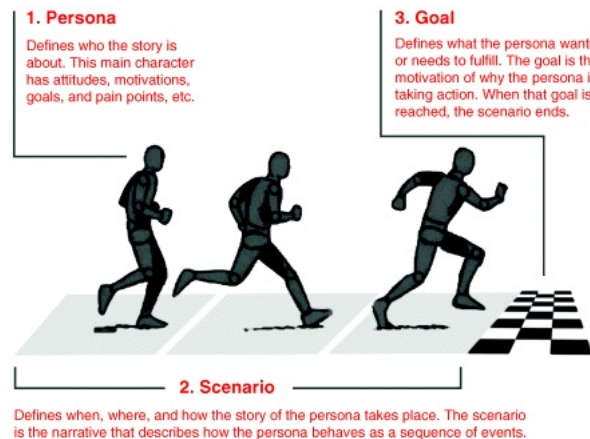 1. Persona
Defines who the story is
about. This main character
has attitudes, motivations,
goals, and pain points, etc.
3. Goal
Defines what the persona want
or needs to fulfill. The goal is th
motivation of why the persona i
taking action. When that goal is
reached, the scenario ends.
2. Scenario
Defines when, where, and how the story of the persona takes place. The scenario
is the narrative that describes how the persona behaves as a sequence of events.